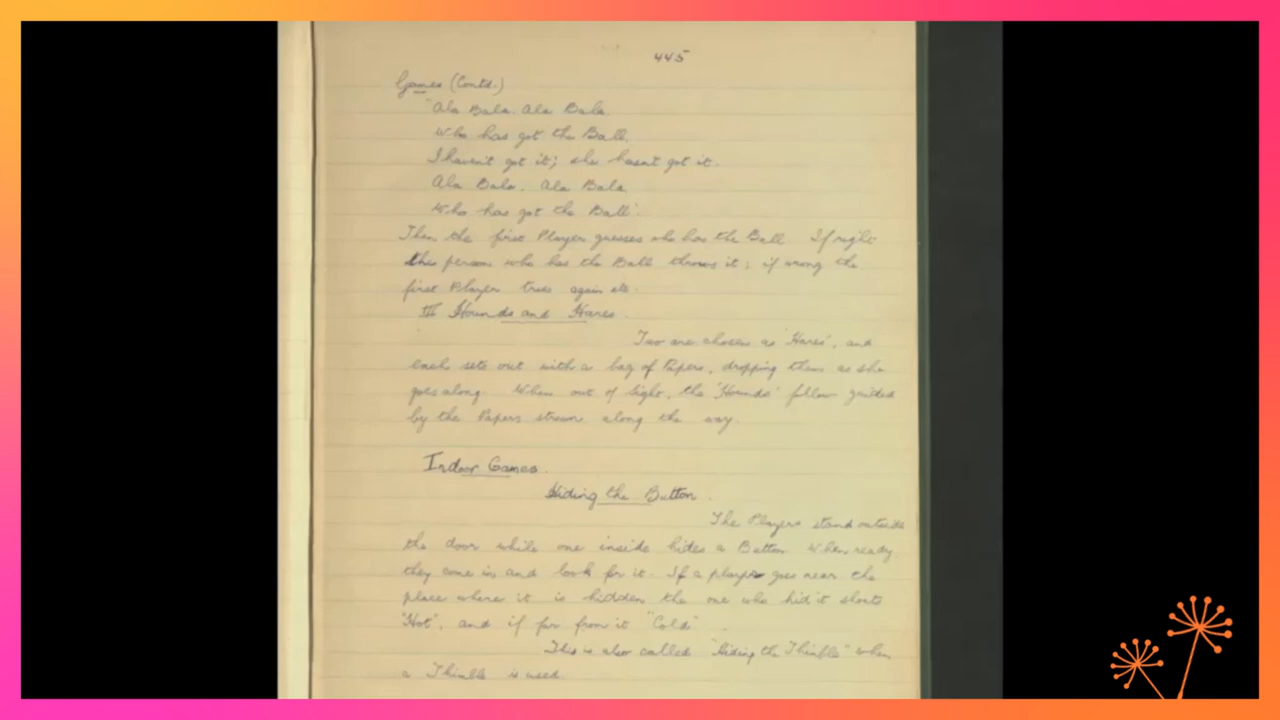 445
Games (Contd.)
"Ala Bala. Ala Bala.
Who has got the Ball.
I haven't got it; she hasn't got it.
Ala Bala. Ala Bala
Who has got the Ball'.
Then the first Player guesses who has the Ball. If right
the person who has the Ball throws it; if wrong the
first Player tries again etc.
III Hounds and Hares.
Two are chosen as 'Hares', and
each sets out with a bag of Papers, dropping them as she
goes along. When out of sight, the 'Hounds' follow guided
by the Papers strewn along the way.
Indoor Games.
Hiding the Button.
The Players stand outside
the door while one inside hides a Button. When ready
they come in and look for it. If a player goes near the
place where it is hidden the one who hid it shouts
"Hot", and if far from it "Cold"
This is also called "Hiding the Thimble" when
a Thimble is used.